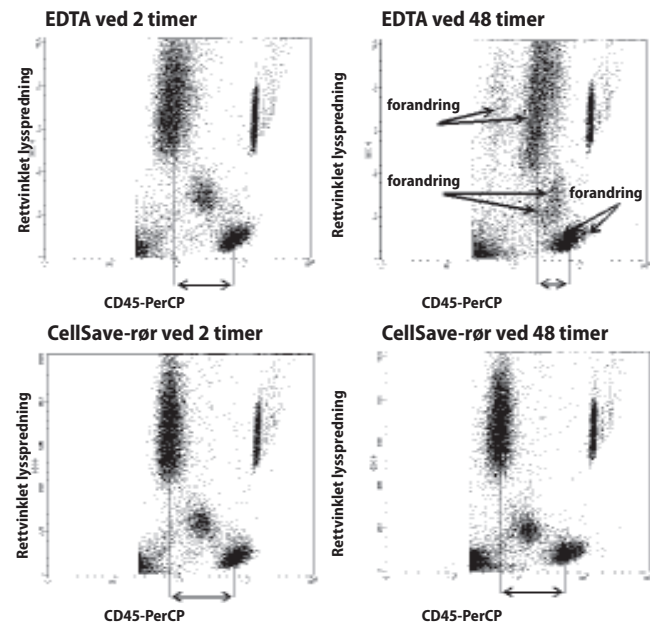 EDTA ved 2 timer
Rettvinklet lysspredning
CD45-PerCP
EDTA ved 48 timer
Rettvinklet lysspredning
forandring
forandring
forandring
CD45-PerCP
CellSave-rør ved 2 timer
Rettvinklet lysspredning
CD45-PerCP
CellSave-rør ved 48 timer
Rettvinklet lysspredning
CD45-PerCP